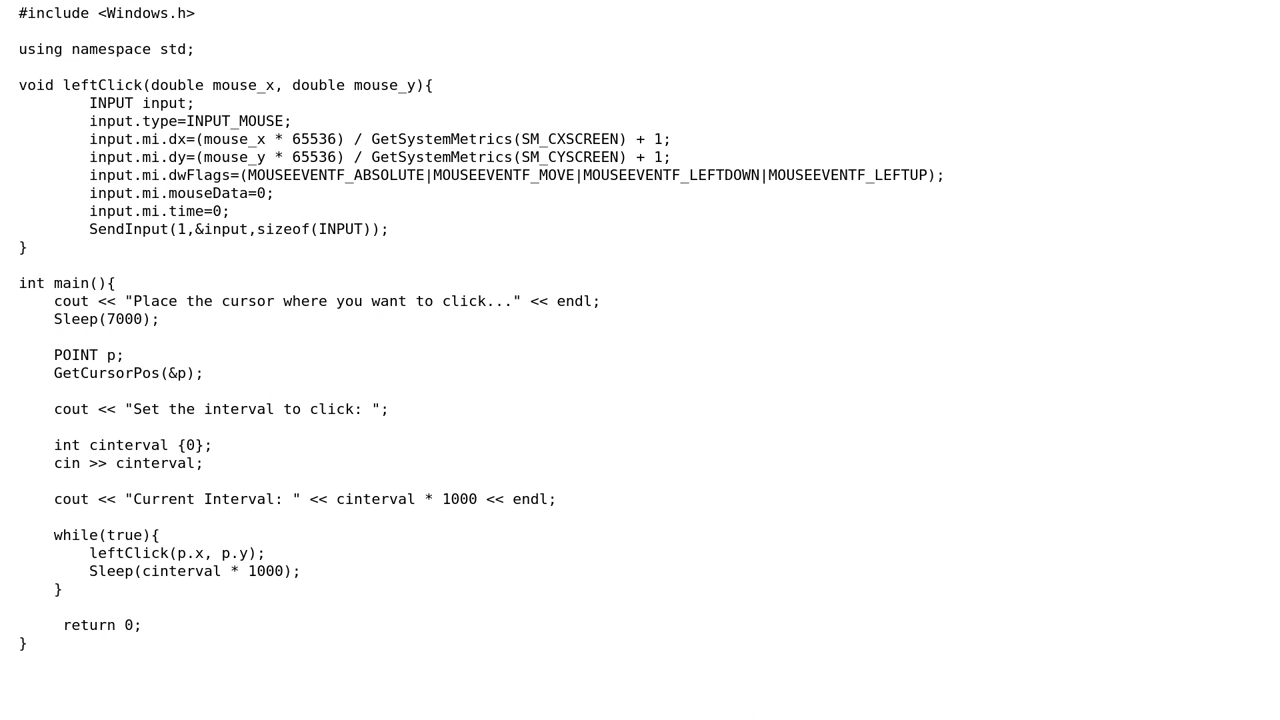 #include <Windows.h>

using namespace std;

void leftClick(double mouse_x, double mouse_y){
        INPUT input;
        input.type=INPUT_MOUSE;
        input.mi.dx=(mouse_x * 65536) / GetSystemMetrics(SM_CXSCREEN) + 1;
        input.mi.dy=(mouse_y * 65536) / GetSystemMetrics(SM_CYSCREEN) + 1;
        input.mi.dwFlags=(MOUSEEVENTF_ABSOLUTE|MOUSEEVENTF_MOVE|MOUSEEVENTF_LEFTDOWN|MOUSEEVENTF_LEFTUP);
        input.mi.mouseData=0;
        input.mi.time=0;
        SendInput(1,&input,sizeof(INPUT));
}

int main(){
    cout << "Place the cursor where you want to click..." << endl;
    Sleep(7000);

    POINT p;
    GetCursorPos(&p);

    cout << "Set the interval to click: ";

    int cinterval {0};
    cin >> cinterval;

    cout << "Current Interval: " << cinterval * 1000 << endl;

    while(true){
        leftClick(p.x, p.y);
        Sleep(cinterval * 1000);
    }

     return 0;
}